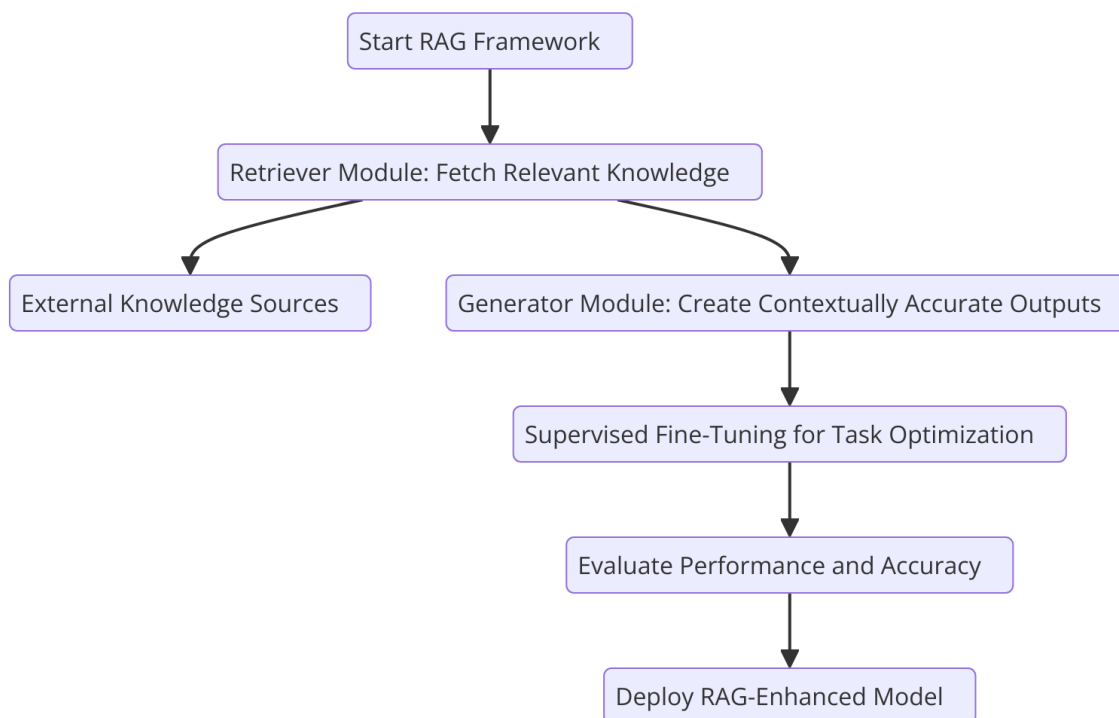 Start RAG Framework
Retriever Module: Fetch Relevant Knowledge
External Knowledge Sources
Generator Module: Create Contextually Accurate Outputs
Supervised Fine-Tuning for Task Optimization
Evaluate Performance and Accuracy
Deploy RAG-Enhanced Model